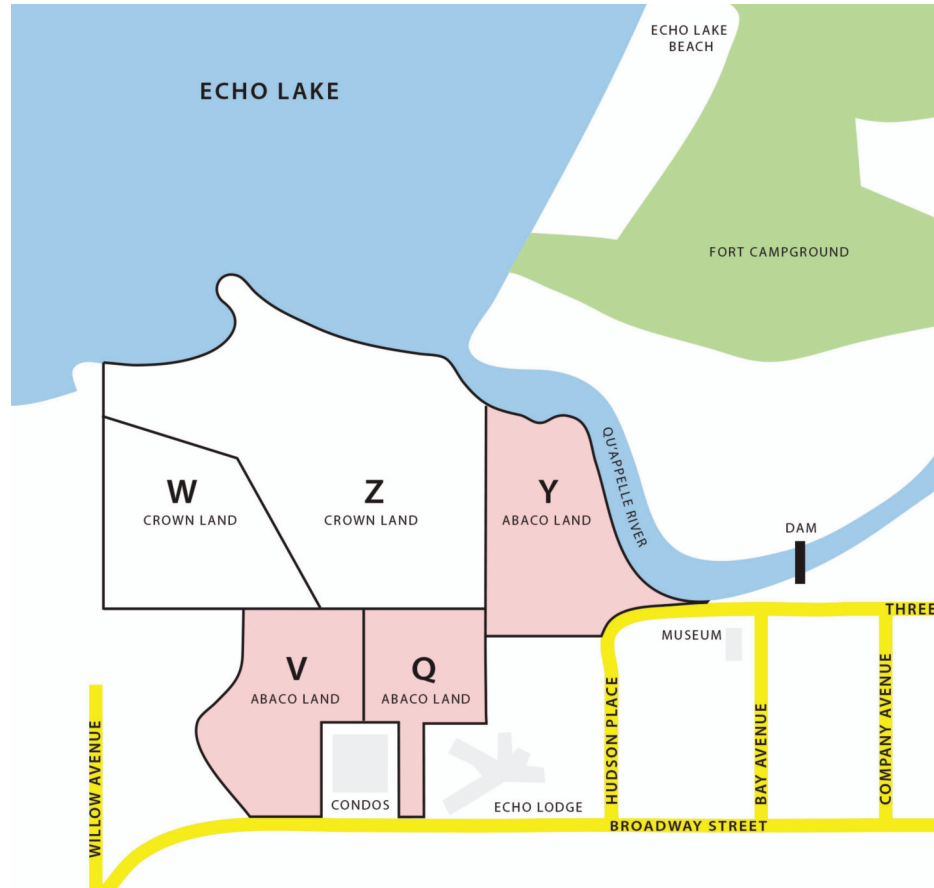 ECHO LAKE
BEACH
ECHO LAKE
FORT CAMPGROUND
QU'APPELLE RIVER
W
CROWN LAND
Z
CROWN LAND
Y
ABACO LAND
DAM
THREE
MUSEUM
V
ABACO LAND
Q
ABACO LAND
WILLOW AVENUE
HUDSON PLACE
BAY AVENUE
COMPANY AVENUE
CONDOS
ECHO LODGE
BROADWAY STREET